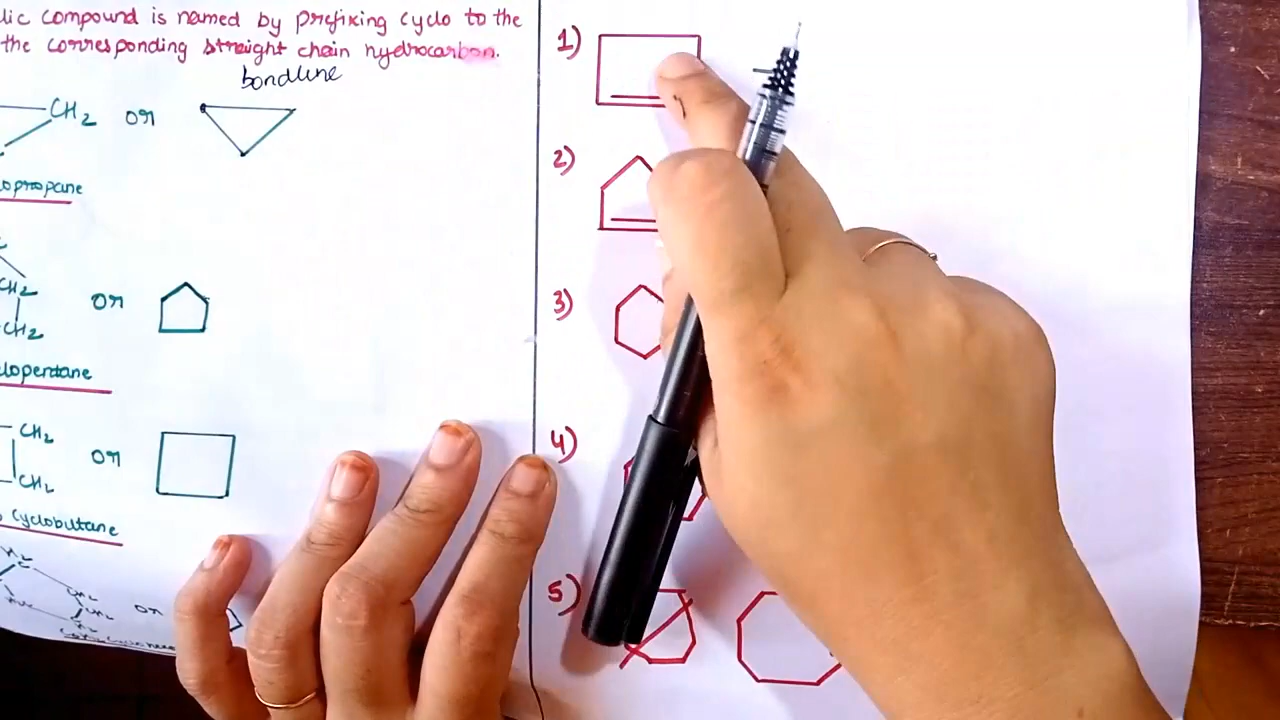 lic compound is named by prefixing cyclo to the
the corresponding straight chain hydrocarbon.
bondline
CH2 or
opropane
CH2 or
CH2
lopentane
CH2 or
CH2
Cyclobutane
or
CH2
1)
2)
3)
4)
5)